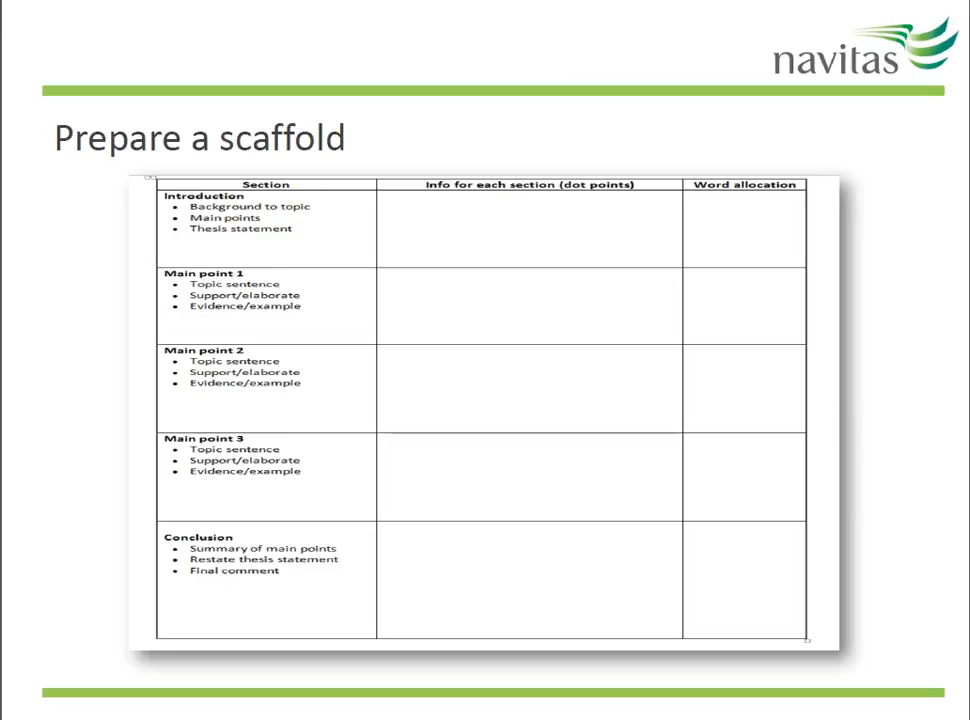 navitas
Prepare a scaffold
Section Info for each section (dot points) Word allocation
Introduction
• Background to topic
• Main points
• Thesis statement
Main point 1
• Topic sentence
• Support/elaborate
• Evidence/example
Main point 2
• Topic sentence
• Support/elaborate
• Evidence/example
Main point 3
• Topic sentence
• Support/elaborate
• Evidence/example
Conclusion
• Summary of main points
• Restate thesis statement
• Final comment